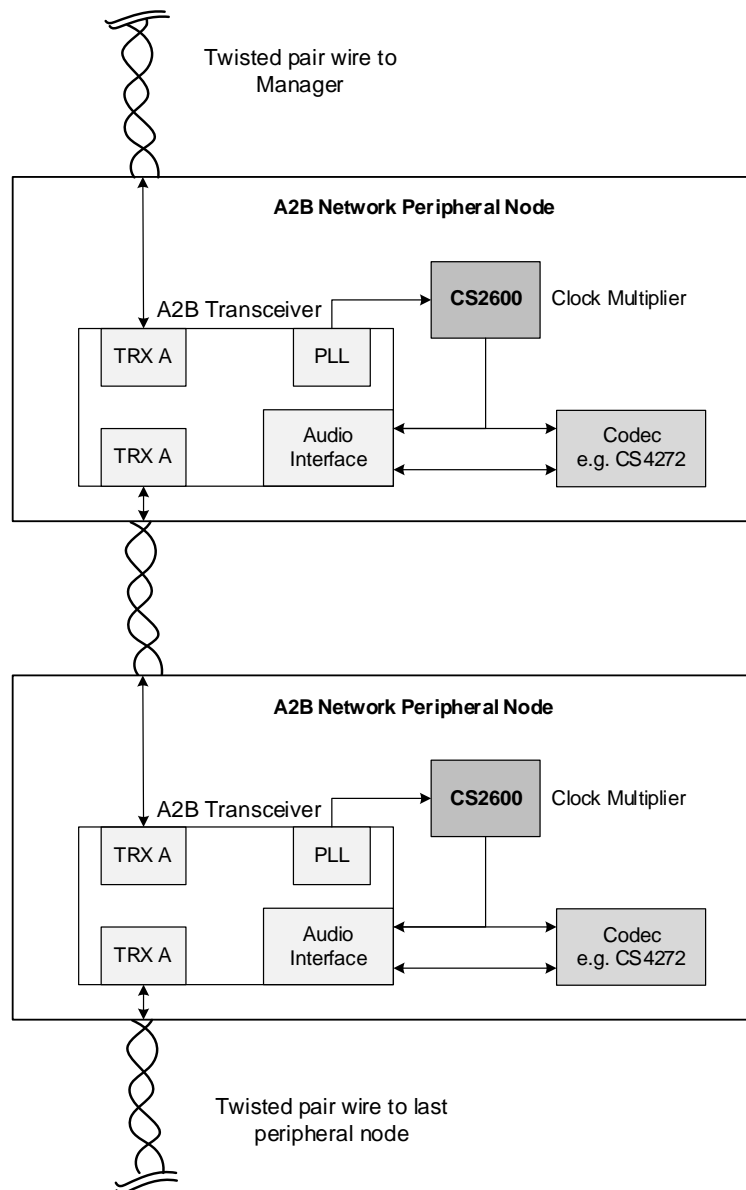 Twisted pair wire to
Manager
A2B Network Peripheral Node
CS2600
Clock Multiplier
A2B Transceiver
TRX A
PLL
TRX A
Audio
Interface
Codec
e.g. CS4272
A2B Network Peripheral Node
CS2600
Clock Multiplier
A2B Transceiver
TRX A
PLL
TRX A
Audio
Interface
Codec
e.g. CS4272
Twisted pair wire to last
peripheral node